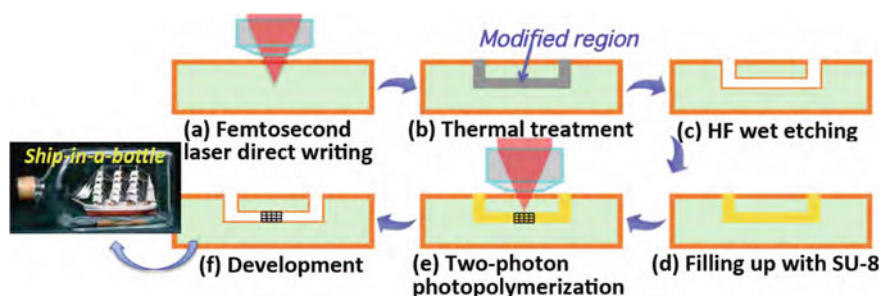 Modified region
(a) Femtosecond
laser direct writing
(b) Thermal treatment
(c) HF wet etching
Ship-in-a-bottle
(f) Development
(e) Two-photon
photopolymerization
(d) Filling up with SU-8